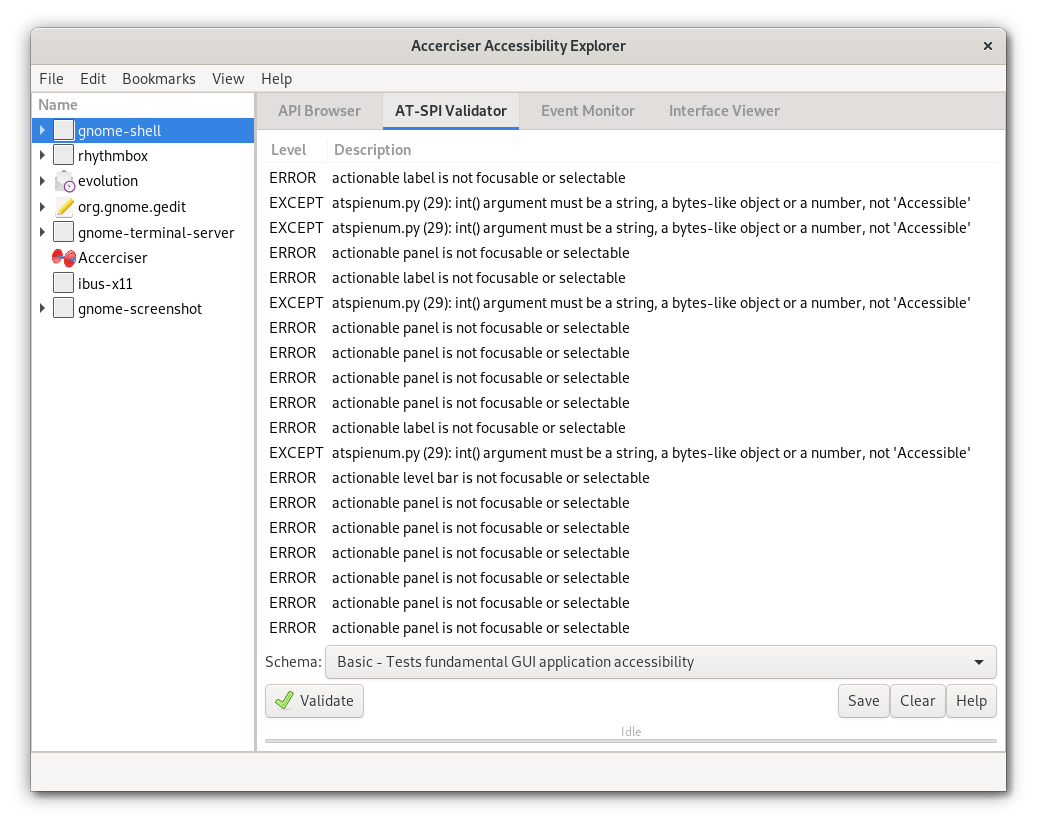 Accerciser Accessibility Explorer
File Edit Bookmarks View Help
Name
gnome-shell
rhythmbox
evolution
org.gnome.gedit
gnome-terminal-server
Accerciser
ibus-x11
gnome-screenshot
API Browser AT-SPI Validator Event Monitor Interface Viewer
Level Description
ERROR actionable label is not focusable or selectable
EXCEPT atspienum.py (29): int() argument must be a string, a bytes-like object or a number, not 'Accessible'
EXCEPT atspienum.py (29): int() argument must be a string, a bytes-like object or a number, not 'Accessible'
ERROR actionable panel is not focusable or selectable
ERROR actionable label is not focusable or selectable
EXCEPT atspienum.py (29): int() argument must be a string, a bytes-like object or a number, not 'Accessible'
ERROR actionable panel is not focusable or selectable
ERROR actionable panel is not focusable or selectable
ERROR actionable panel is not focusable or selectable
ERROR actionable panel is not focusable or selectable
ERROR actionable label is not focusable or selectable
EXCEPT atspienum.py (29): int() argument must be a string, a bytes-like object or a number, not 'Accessible'
ERROR actionable level bar is not focusable or selectable
ERROR actionable panel is not focusable or selectable
ERROR actionable panel is not focusable or selectable
ERROR actionable panel is not focusable or selectable
ERROR actionable panel is not focusable or selectable
ERROR actionable panel is not focusable or selectable
ERROR actionable panel is not focusable or selectable
Schema: Basic - Tests fundamental GUI application accessibility
Validate Save Clear Help
Idle